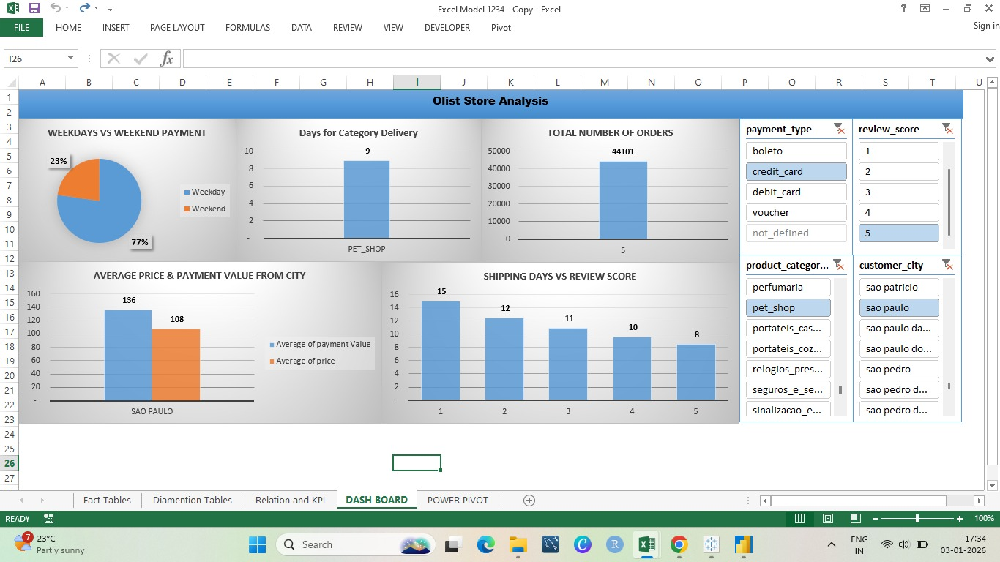 Excel Model 1234 - Copy - Excel
?
FILE HOME INSERT PAGE LAYOUT FORMULAS DATA REVIEW VIEW DEVELOPER Pivot Sign in
I26 fx
A B C D E F G H I J K L M N O P Q R S T U
1
2
3
4
5
6
7
8
9
10
11
12
13
14
15
16
17
18
19
20
21
22
23
24
25
26
27
Olist Store Analysis
WEEKDAYS VS WEEKEND PAYMENT
23%
77%
Weekday
Weekend
Days for Category Delivery
10
8
6
4
2
-
9
PET_SHOP
TOTAL NUMBER OF ORDERS
50000
40000
30000
20000
10000
0
44101
5
payment_type
boleto
credit_card
debit_card
voucher
not_defined
review_score
1
2
3
4
5
AVERAGE PRICE & PAYMENT VALUE FROM CITY
160
140
120
100
80
60
40
20
-
136
108
SAO PAULO
Average of payment Value
Average of price
SHIPPING DAYS VS REVIEW SCORE
16
14
12
10
8
6
4
2
-
15
12
11
10
8
1 2 3 4 5
product_categor...
perfumaria
pet_shop
portateis_cas...
portateis_coz...
relogios_pres...
seguros_e_se...
sinalizacao_e...
customer_city
sao patricio
sao paulo
sao paulo da...
sao paulo do...
sao pedro
sao pedro d...
sao pedro d...
Fact Tables Diamention Tables Relation and KPI DASH BOARD POWER PIVOT
READY 100%
7
23°C
Partly sunny
Search
R
ENG
IN
17:34
03-01-2026